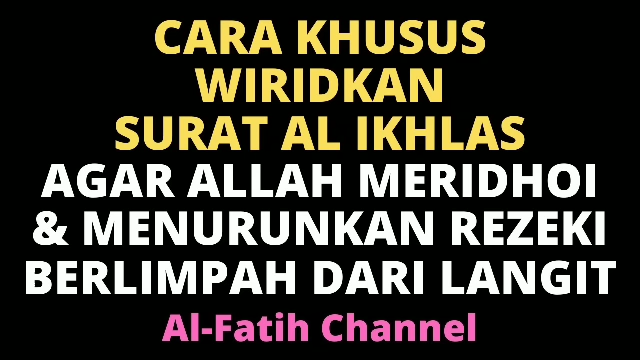 CARA KHUSUS
WIRIDKAN
SURAT AL IKHLAS
AGAR ALLAH MERIDHOI
& MENURUNKAN REZEKI
BERLIMPAH DARI LANGIT
Al-Fatih Channel